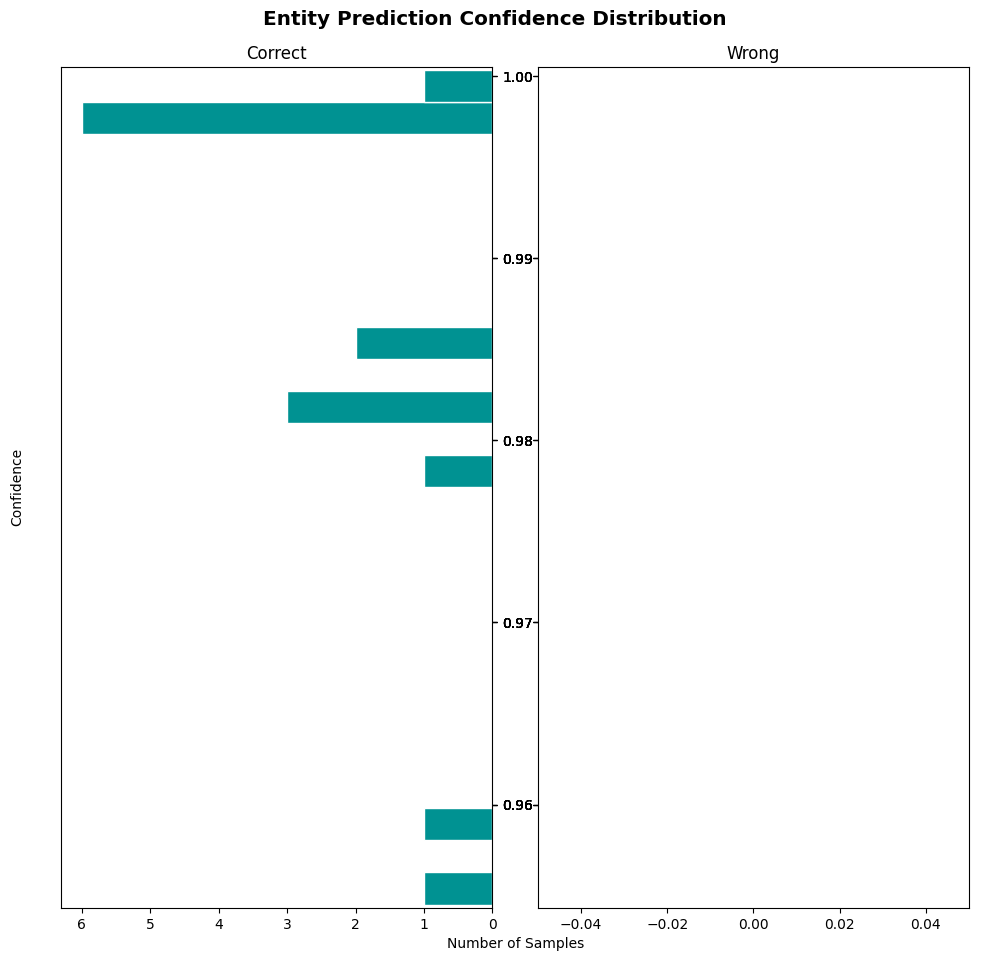 Entity Prediction Confidence Distribution
Correct
Wrong
1.00
0.99
0.98
0.97
0.96
Confidence
6 5 4 3 2 1 0
−0.04 −0.02 0.00 0.02 0.04
Number of Samples